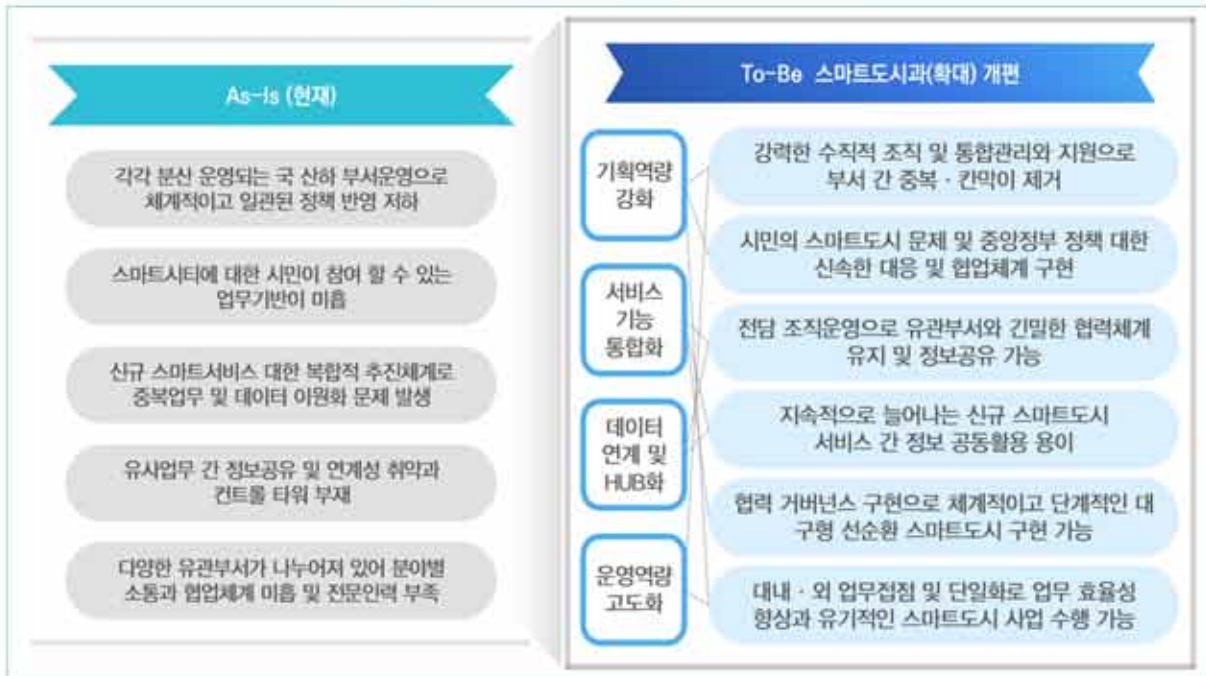 As-Is (현재)
각각 분산 운영되는 국 산하 부서운영으로
체계적이고 일관된 정책 반영 저하
스마트시티에 대한 시민이 참여 할 수 있는
업무기반이 미흡
신규 스마트서비스 대한 복합적 추진체계로
중복업무 및 데이터 이원화 문제 발생
유사업무 간 정보공유 및 연계성 취약과
컨트롤 타워 부재
다양한 유관부서가 나누어져 있어 분야별
소통과 협업체계 미흡 및 전문인력 부족
To-Be 스마트도시과(확대) 개편
기획역량
강화
서비스
기능
통합화
데이터
연계 및
HUB화
운영역량
고도화
강력한 수직적 조직 및 통합관리와 지원으로
부서 간 중복 · 칸막이 제거
시민의 스마트도시 문제 및 중앙정부 정책 대한
신속한 대응 및 협업체계 구현
전담 조직운영으로 유관부서와 긴밀한 협력체계
유지 및 정보공유 가능
지속적으로 늘어나는 신규 스마트도시
서비스 간 정보 공동활용 용이
협력 거버넌스 구현으로 체계적이고 단계적인 대
구형 선순환 스마트도시 구현 가능
대내 · 외 업무접점 및 단일화로 업무 효율성
향상과 유기적인 스마트도시 사업 수행 가능